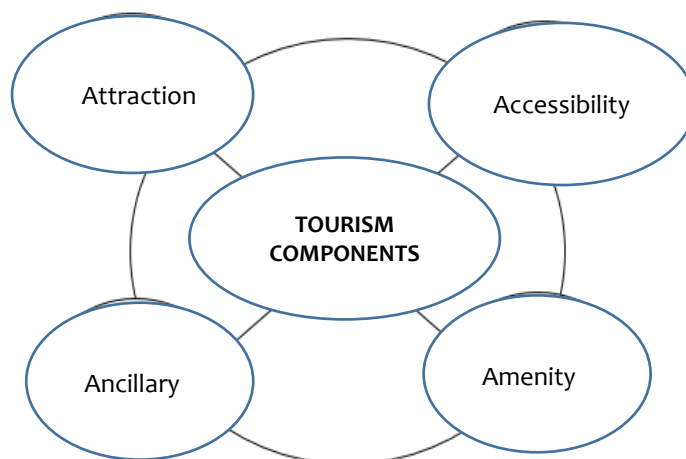 Attraction
Accessibility
TOURISM
COMPONENTS
Ancillary
Amenity